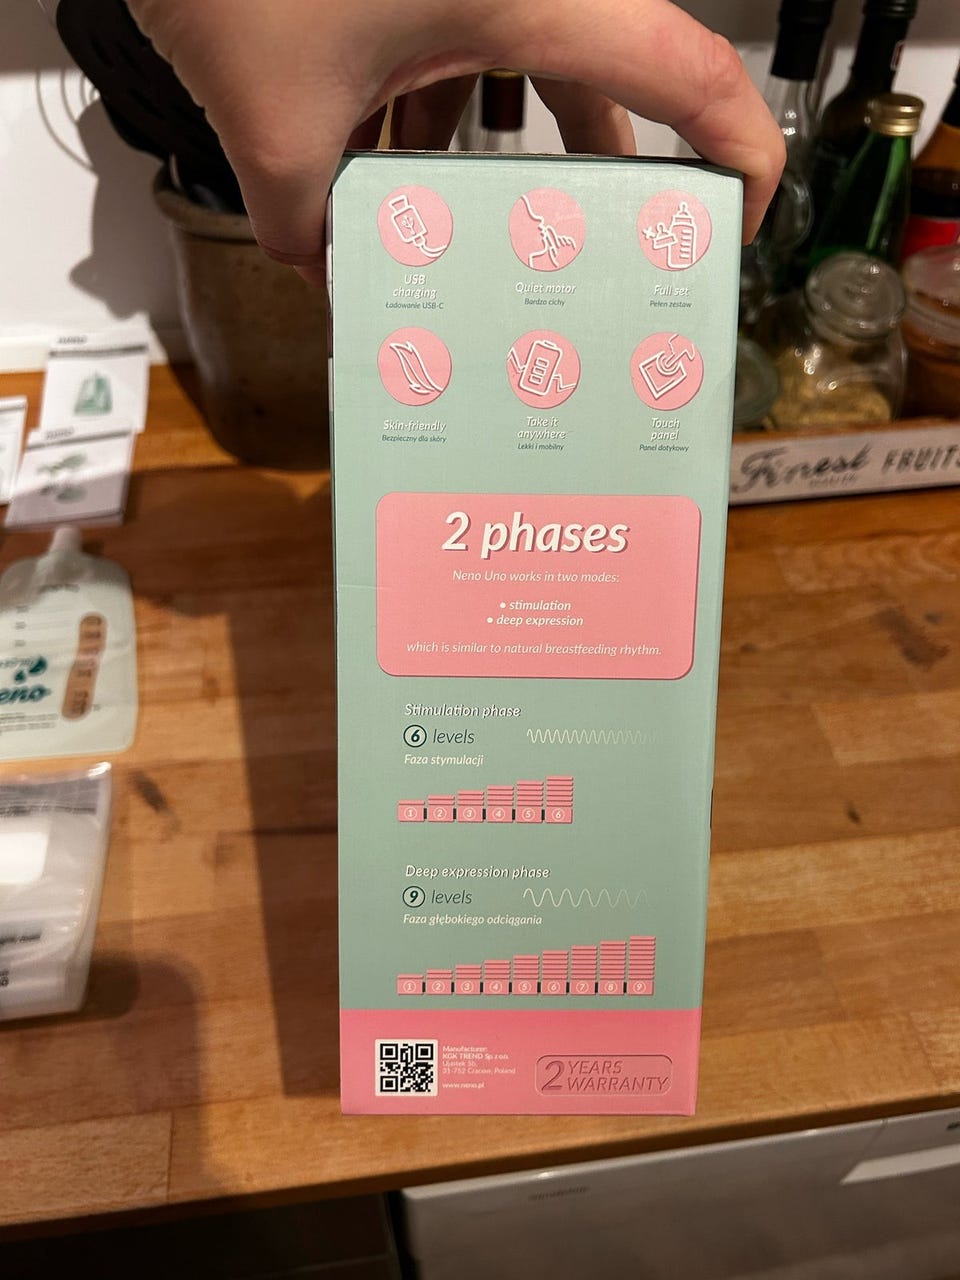 USB
charging
Ładowanie USB-C
Quiet motor
Bardzo cichy
Full set
Pełen zestaw
Skin-friendly
Bezpieczny dla skóry
Take it
anywhere
Lekki i mobilny
Touch
panel
Panel dotykowy
2 phases
Neno Uno works in two modes:
• stimulation
• deep expression
which is similar to natural breastfeeding rhythm.
Stimulation phase
6 levels
Faza stymulacji
1 2 3 4 5 6
Deep expression phase
9 levels
Faza głębokiego odciągania
1 2 3 4 5 6 7 8 9
Manufacturer:
KGK TREND Sp. z o.o.
Ujastek 5b,
31-752 Cracow, Poland
www.neno.pl
2 YEARS
WARRANTY
Finest FRUITS